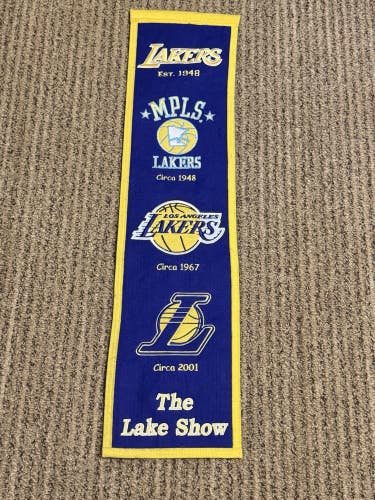 LAKERS
EST. 1948
MPLS.
LAKERS
Circa 1948
LOS ANGELES
LAKERS
Circa 1967
L
Circa 2001
The
Lake Show